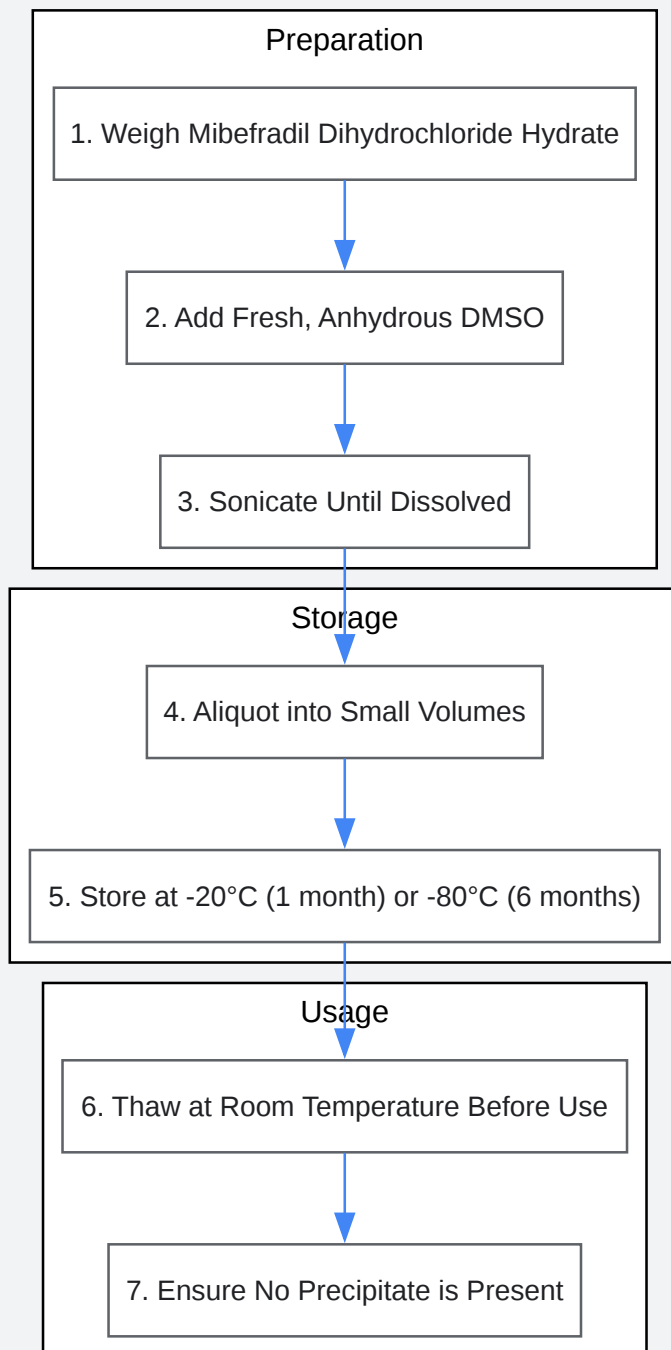 Preparation
1. Weigh Mibefradil Dihydrochloride Hydrate
2. Add Fresh, Anhydrous DMSO
3. Sonicate Until Dissolved
Storage
4. Aliquot into Small Volumes
5. Store at -20°C (1 month) or -80°C (6 months)
Usage
6. Thaw at Room Temperature Before Use
7. Ensure No Precipitate is Present